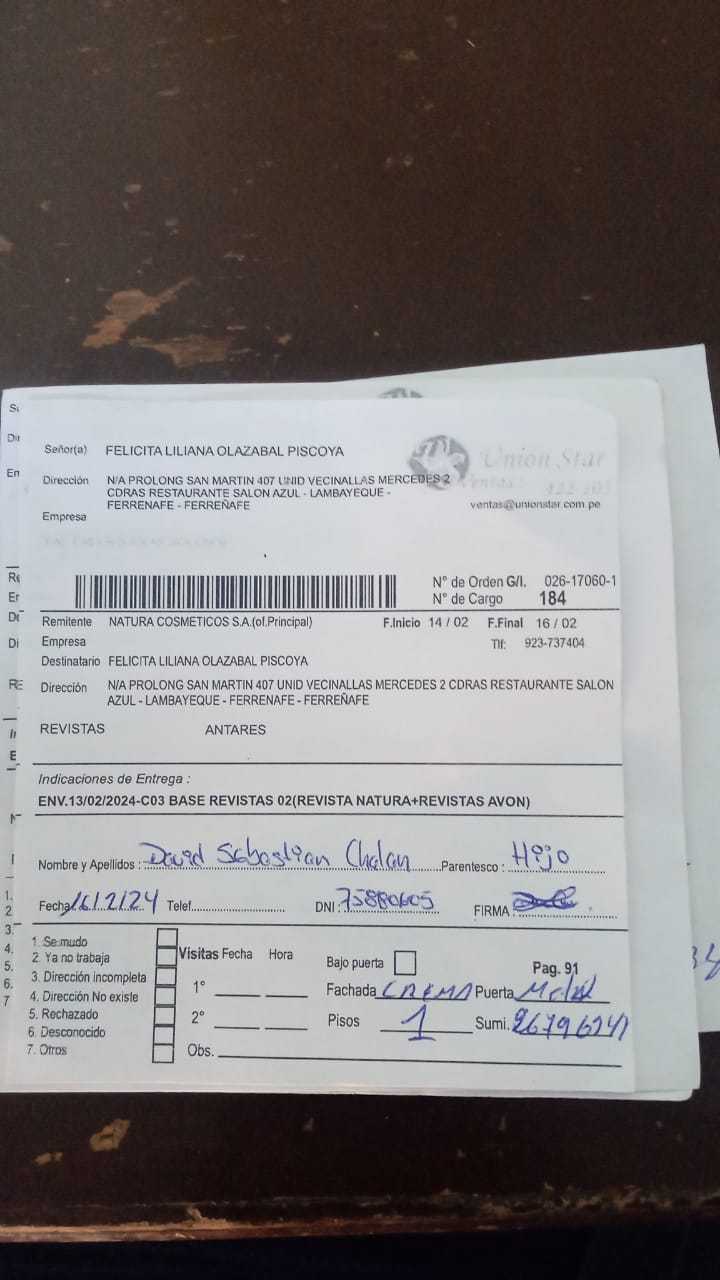 Señor(a) FELICITA LILIANA OLAZABAL PISCOYA
Union Star
Dirección N/A PROLONG SAN MARTIN 407 UNID VECINALLAS MERCEDES 2
CDRAS RESTAURANTE SALON AZUL - LAMBAYEQUE -
FERRENAFE - FERREÑAFE
ventas@unionstar.com.pe
Empresa
N° de Orden G/I. 026-17060-1
N° de Cargo 184
Remitente NATURA COSMETICOS S.A.(of.Principal) F.Inicio 14 / 02 F.Final 16 / 02
Empresa Tlf: 923-737404
Destinatario FELICITA LILIANA OLAZABAL PISCOYA
Dirección N/A PROLONG SAN MARTIN 407 UNID VECINALLAS MERCEDES 2 CDRAS RESTAURANTE SALON
AZUL - LAMBAYEQUE - FERRENAFE - FERREÑAFE
REVISTAS ANTARES
Indicaciones de Entrega :
ENV.13/02/2024-C03 BASE REVISTAS 02(REVISTA NATURA+REVISTAS AVON)
Nombre y Apellidos : David Sebastian Chalan Parentesco : Hijo
Fecha 16/2/24 Telef. DNI : 75880605 FIRMA :
1. Se mudo
2. Ya no trabaja
3. Dirección incompleta
4. Dirección No existe
5. Rechazado
6. Desconocido
7. Otros
Visitas Fecha Hora
1°
2°
Obs.
Bajo puerta Pag. 91
Fachada CREMA Puerta Metal
Pisos 1 Sumi. 26796241